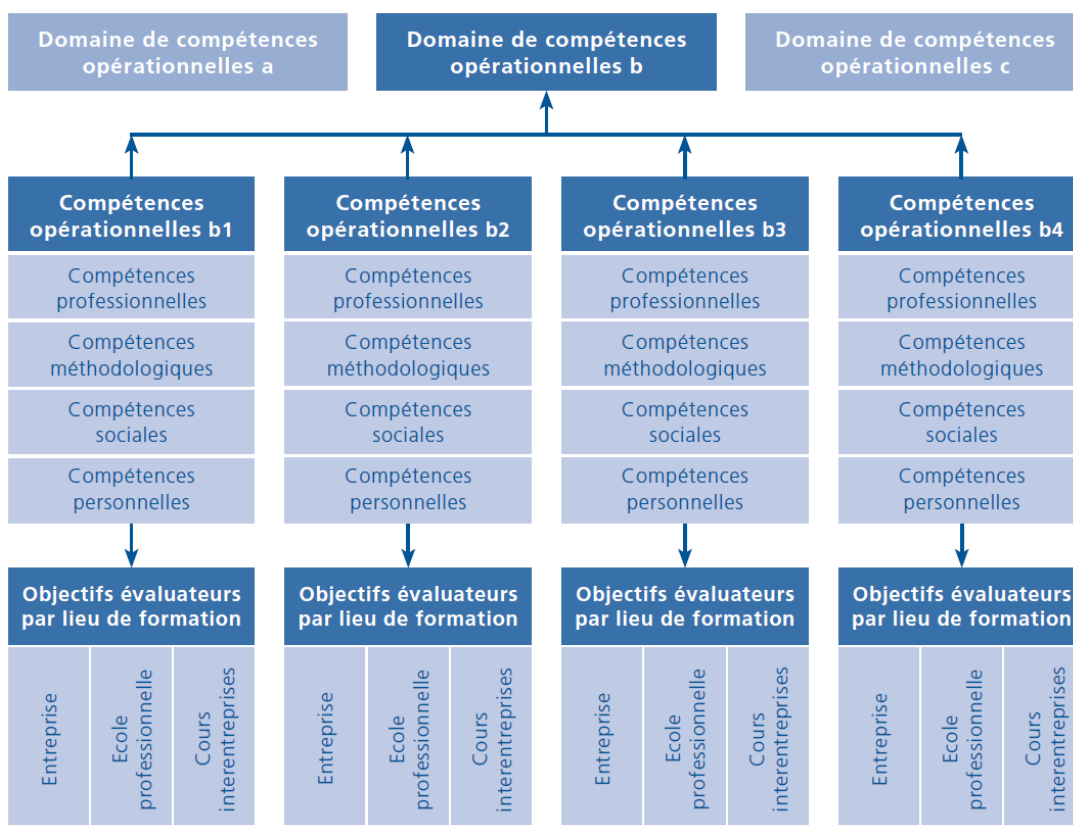 Domaine de compétences
opérationnelles a
Domaine de compétences
opérationnelles b
Domaine de compétences
opérationnelles c
Compétences
opérationnelles b1
Compétences
professionnelles
Compétences
méthodologiques
Compétences
sociales
Compétences
personnelles
Objectifs évaluateurs
par lieu de formation
Entreprise
Ecole
professionnelle
Cours
interentreprises
Compétences
opérationnelles b2
Compétences
professionnelles
Compétences
méthodologiques
Compétences
sociales
Compétences
personnelles
Objectifs évaluateurs
par lieu de formation
Entreprise
Ecole
professionnelle
Cours
interentreprises
Compétences
opérationnelles b3
Compétences
professionnelles
Compétences
méthodologiques
Compétences
sociales
Compétences
personnelles
Objectifs évaluateurs
par lieu de formation
Entreprise
Ecole
professionnelle
Cours
interentreprises
Compétences
opérationnelles b4
Compétences
professionnelles
Compétences
méthodologiques
Compétences
sociales
Compétences
personnelles
Objectifs évaluateurs
par lieu de formation
Entreprise
Ecole
professionnelle
Cours
interentreprises